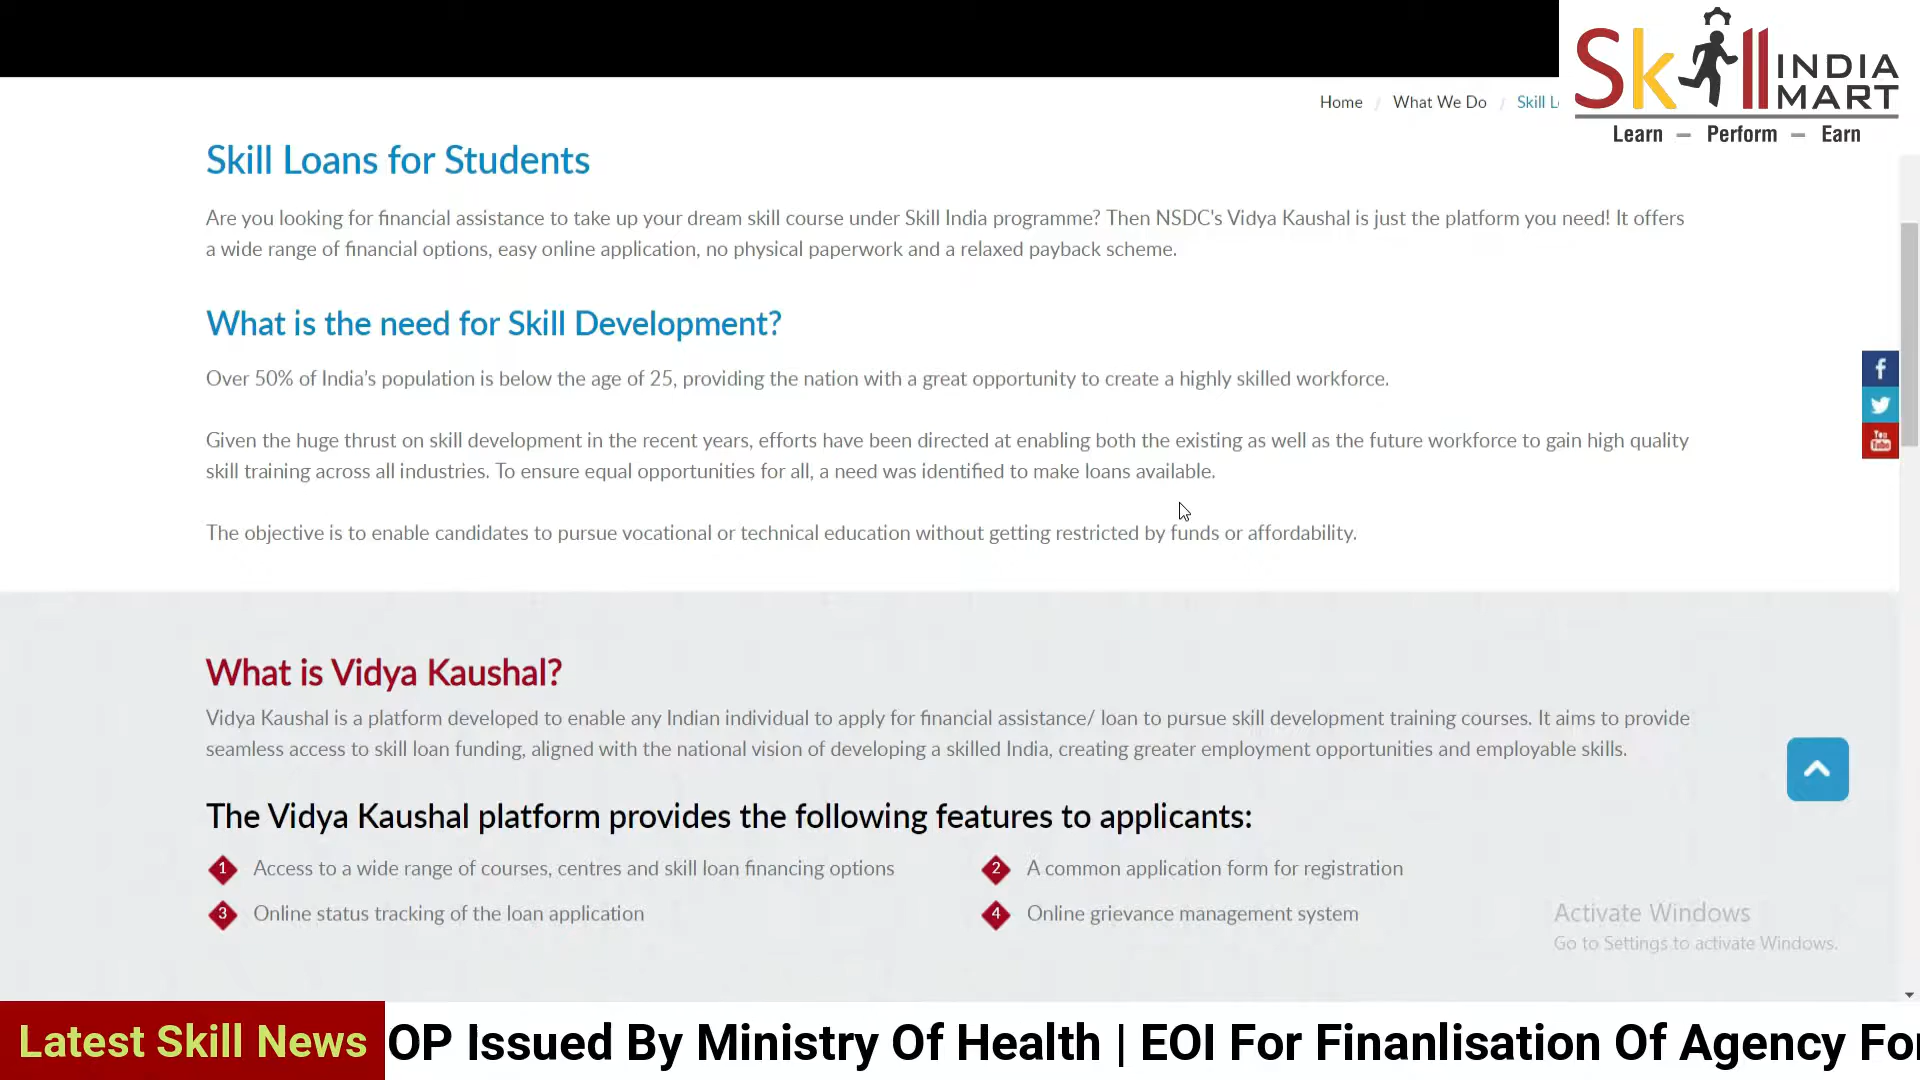 Skill INDIA MART
Learn — Perform — Earn
Home / What We Do / Skill L
Skill Loans for Students
Are you looking for financial assistance to take up your dream skill course under Skill India programme? Then NSDC's Vidya Kaushal is just the platform you need! It offers
a wide range of financial options, easy online application, no physical paperwork and a relaxed payback scheme.
What is the need for Skill Development?
Over 50% of India's population is below the age of 25, providing the nation with a great opportunity to create a highly skilled workforce.
Given the huge thrust on skill development in the recent years, efforts have been directed at enabling both the existing as well as the future workforce to gain high quality
skill training across all industries. To ensure equal opportunities for all, a need was identified to make loans available.
The objective is to enable candidates to pursue vocational or technical education without getting restricted by funds or affordability.
You Tube
What is Vidya Kaushal?
Vidya Kaushal is a platform developed to enable any Indian individual to apply for financial assistance/ loan to pursue skill development training courses. It aims to provide
seamless access to skill loan funding, aligned with the national vision of developing a skilled India, creating greater employment opportunities and employable skills.
The Vidya Kaushal platform provides the following features to applicants:
1 Access to a wide range of courses, centres and skill loan financing options
2 A common application form for registration
3 Online status tracking of the loan application
4 Online grievance management system
Activate Windows
Go to Settings to activate Windows.
Latest Skill News OP Issued By Ministry Of Health | EOI For Finanlisation Of Agency For